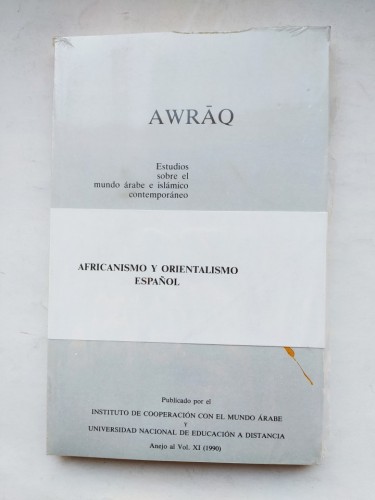 AWRĀQ
Estudios
sobre el
mundo árabe e islámico
contemporáneo
AFRICANISMO Y ORIENTALISMO
ESPAÑOL
Publicado por el
INSTITUTO DE COOPERACIÓN CON EL MUNDO ÁRABE
y
UNIVERSIDAD NACIONAL DE EDUCACIÓN A DISTANCIA
Anejo al Vol. XI (1990)